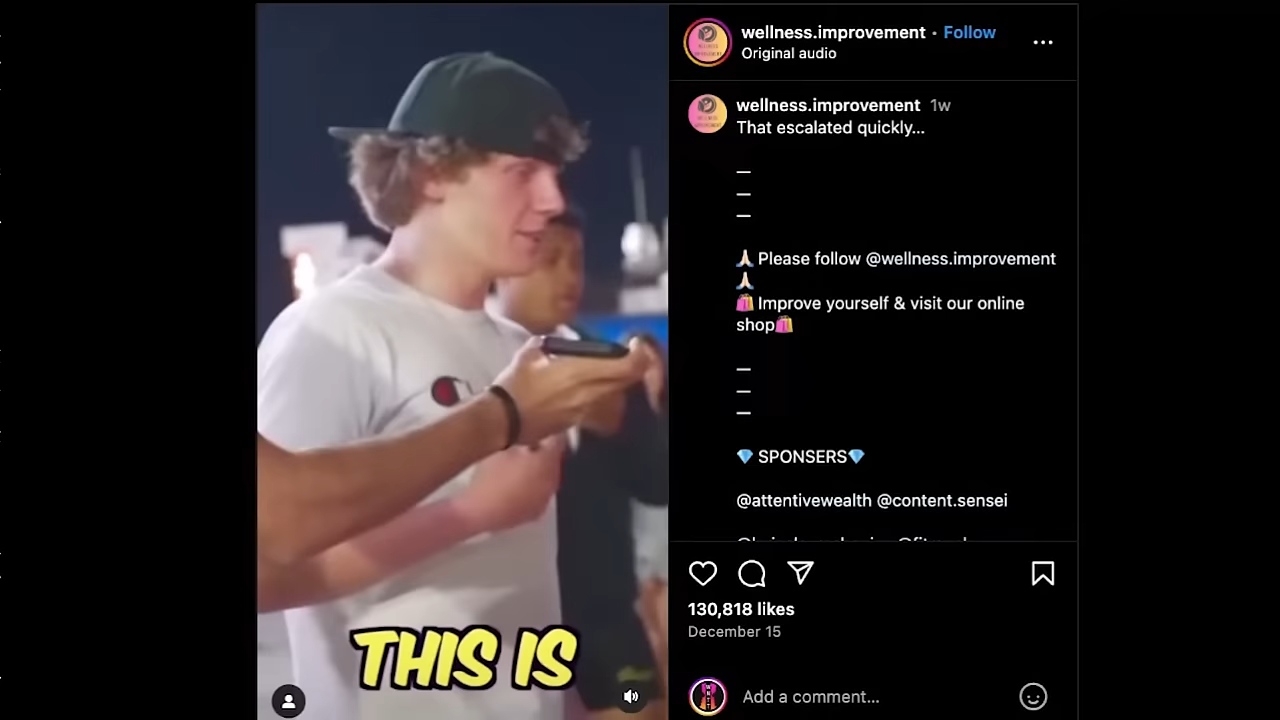 wellness.improvement • Follow
Original audio
wellness.improvement 1w
That escalated quickly...
—
—
—
🙏🏻Please follow @wellness.improvement
🙏🏻
🛍️Improve yourself & visit our online
shop🛍️
—
—
—
💎 SPONSERS💎
@attentivewealth @content.sensei
130,818 likes
December 15
Add a comment...
THIS IS